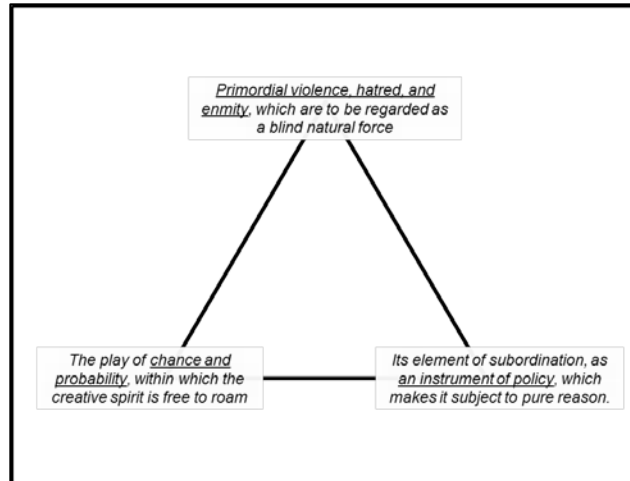 Primordial violence, hatred, and
enmity, which are to be regarded as
a blind natural force
The play of chance and
probability, within which the
creative spirit is free to roam
Its element of subordination, as
an instrument of policy, which
makes it subject to pure reason.